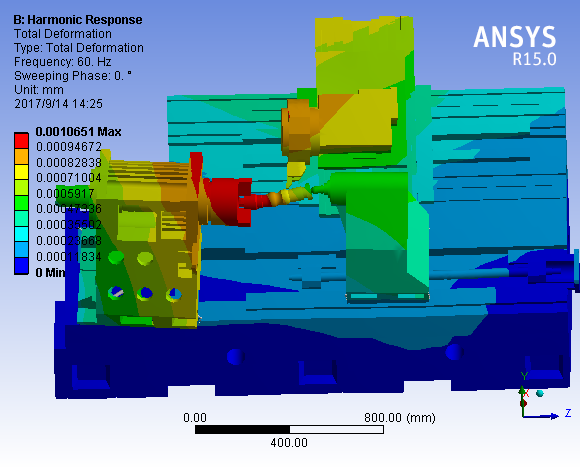 B: Harmonic Response
Total Deformation
Type: Total Deformation
Frequency: 60. Hz
Sweeping Phase: 0. °
Unit: mm
2017/9/14 14:25
ANSYS
R15.0
0.0010651 Max
0.00094672
0.00082838
0.00071004
0.0005917
0 Min
0.00
800.00 (mm)
400.00
Y
X
Z